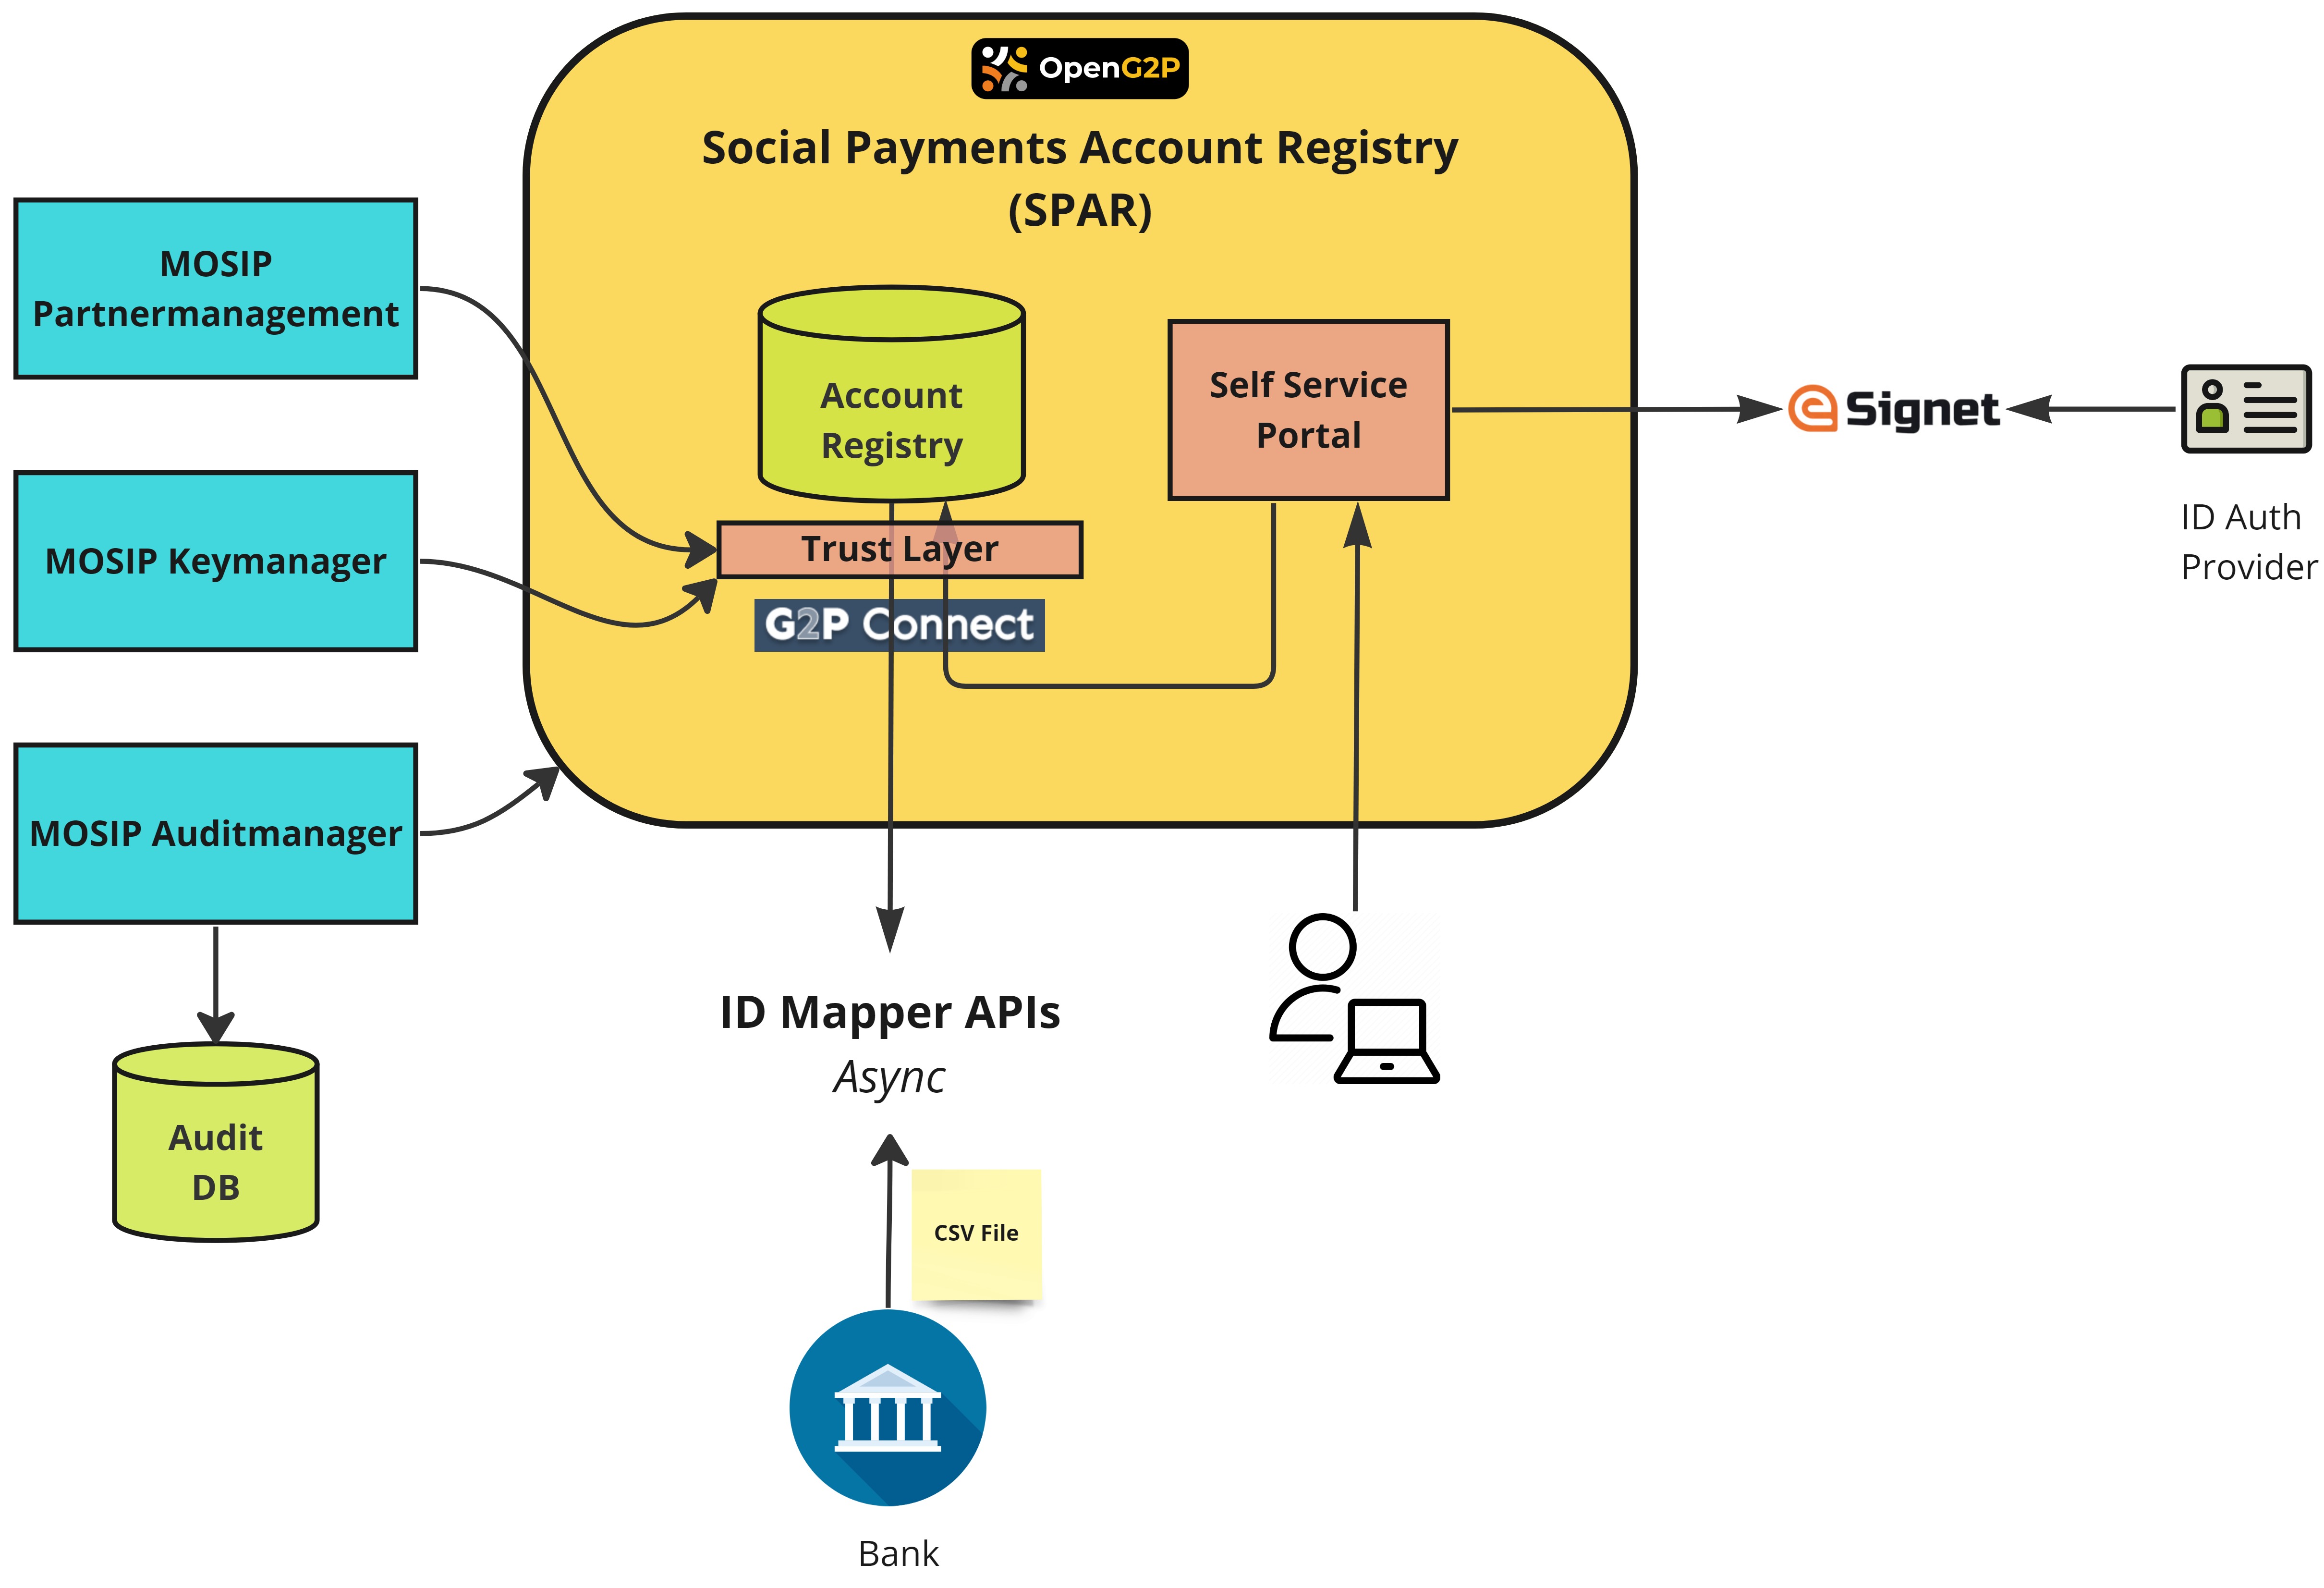 OpenG2P
Social Payments Account Registry
(SPAR)
MOSIP
Partnermanagement
Account
Registry
Self Service
Portal
eSignet
ID Auth
Provider
MOSIP Keymanager
Trust Layer
G2P Connect
MOSIP Auditmanager
ID Mapper APIs
Async
Audit
DB
CSV File
Bank